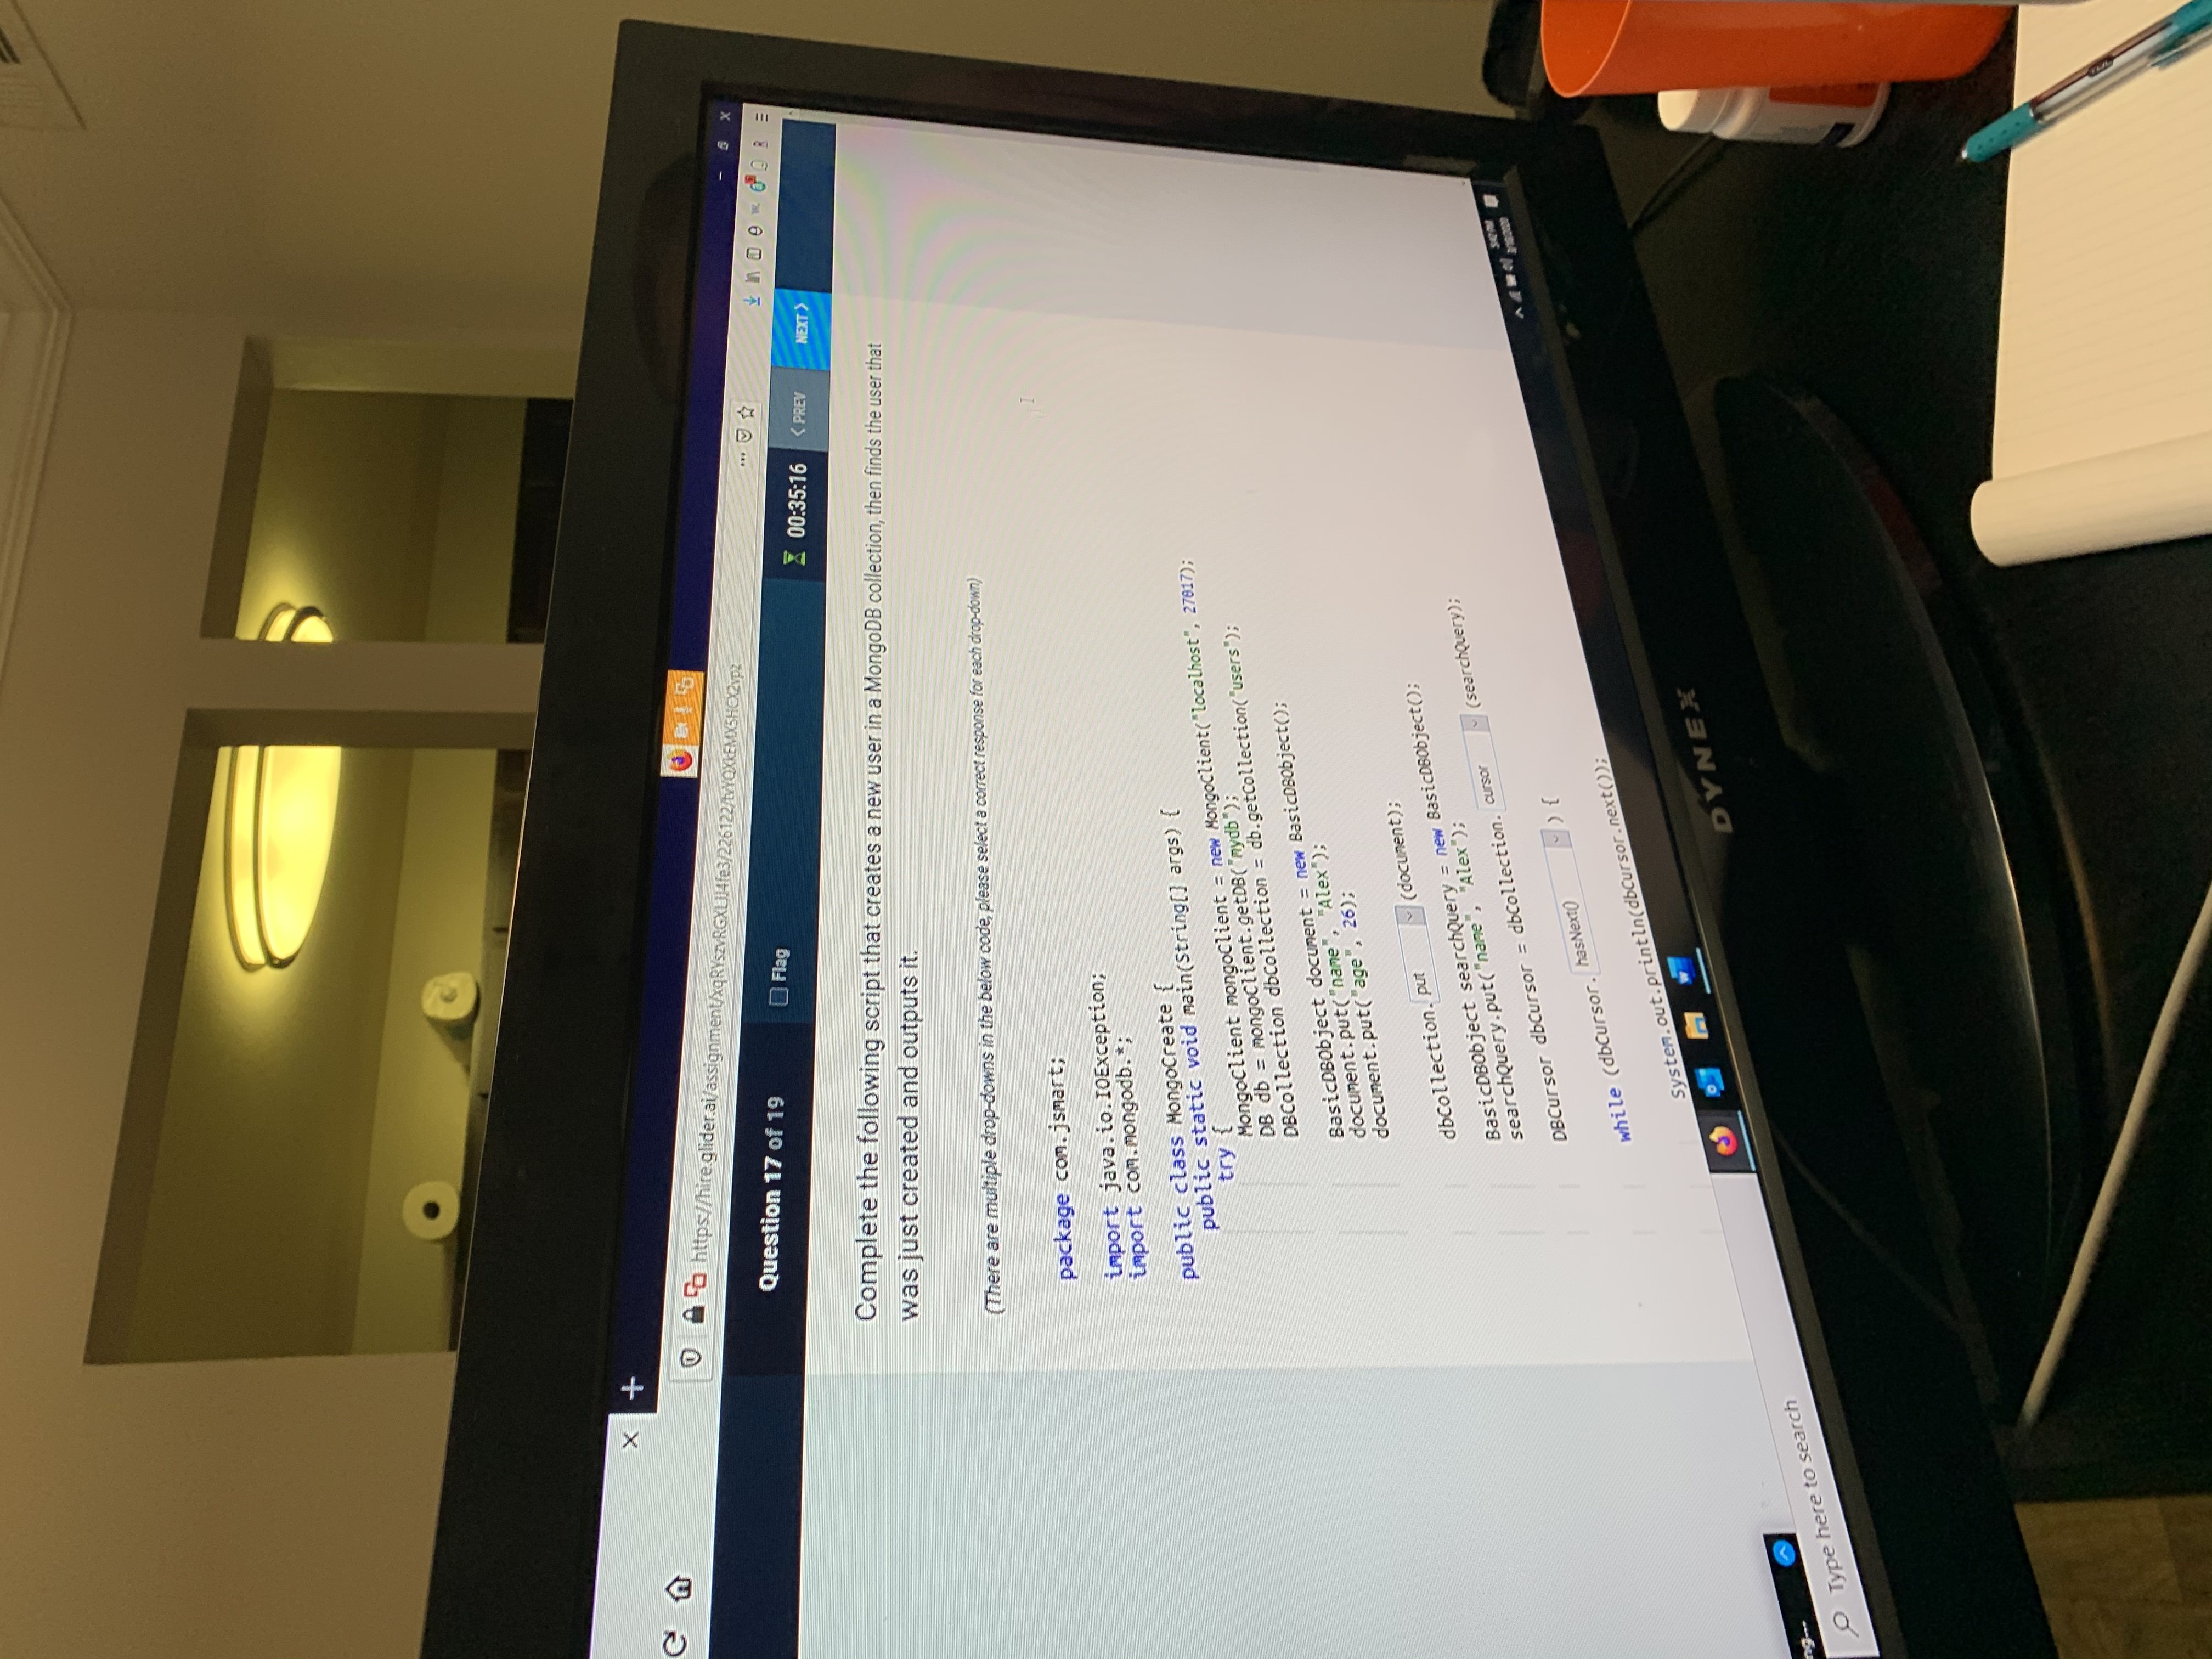 https://hire.glider.ai/assignment/xqRYszvRGXLJJ4fe3/226122/tvYQXkEMX5HCX2vpz
Question 17 of 19
Flag
00:35:16
< PREV
NEXT >
Complete the following script that creates a new user in a MongoDB collection, then finds the user that
was just created and outputs it.
(There are multiple drop-downs in the below code, please select a correct response for each drop-down)
package com.jsmart;
import java.io.IOException;
import com.mongodb.*;
public class MongoCreate {
public static void main(String[] args) {
try {
MongoClient mongoClient = new MongoClient("localhost", 27017);
DB db = mongoClient.getDB("mydb");
DBCollection dbCollection = db.getCollection("users");
BasicDBObject document = new BasicDBObject();
document.put("name", "Alex");
document.put("age", 26);
dbCollection. put (document);
BasicDBObject searchQuery = new BasicDBObject();
searchQuery.put("name", "Alex");
DBCursor dbCursor = dbCollection. cursor (searchQuery);
while (dbCursor. hasNext() ) {
System.out.println(dbCursor.next());
ng...
Type here to search
5:42 PM
DYNEX